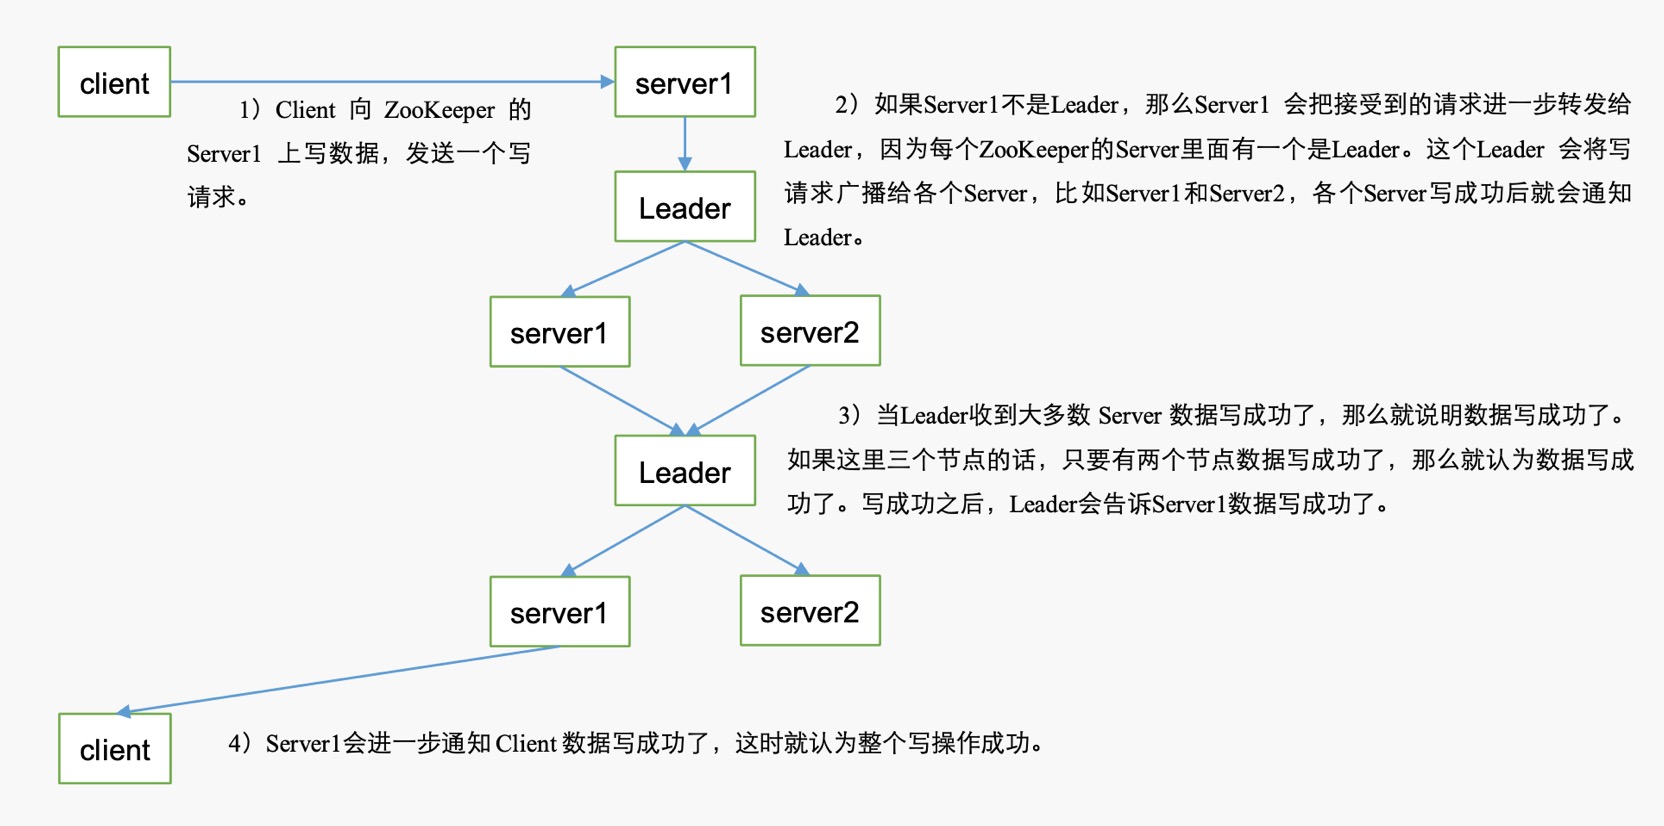 client
server1
1）Client 向 ZooKeeper 的
Server1 上写数据，发送一个写
请求。
2）如果Server1不是Leader，那么Server1 会把接受到的请求进一步转发给
Leader，因为每个ZooKeeper的Server里面有一个是Leader。这个Leader 会将写
请求广播给各个Server，比如Server1和Server2，各个Server写成功后就会通知
Leader。
Leader
server1
server2
3）当Leader收到大多数 Server 数据写成功了，那么就说明数据写成功了。
如果这里三个节点的话，只要有两个节点数据写成功了，那么就认为数据写成
功了。写成功之后，Leader会告诉Server1数据写成功了。
Leader
server1
server2
client
4）Server1会进一步通知 Client 数据写成功了，这时就认为整个写操作成功。